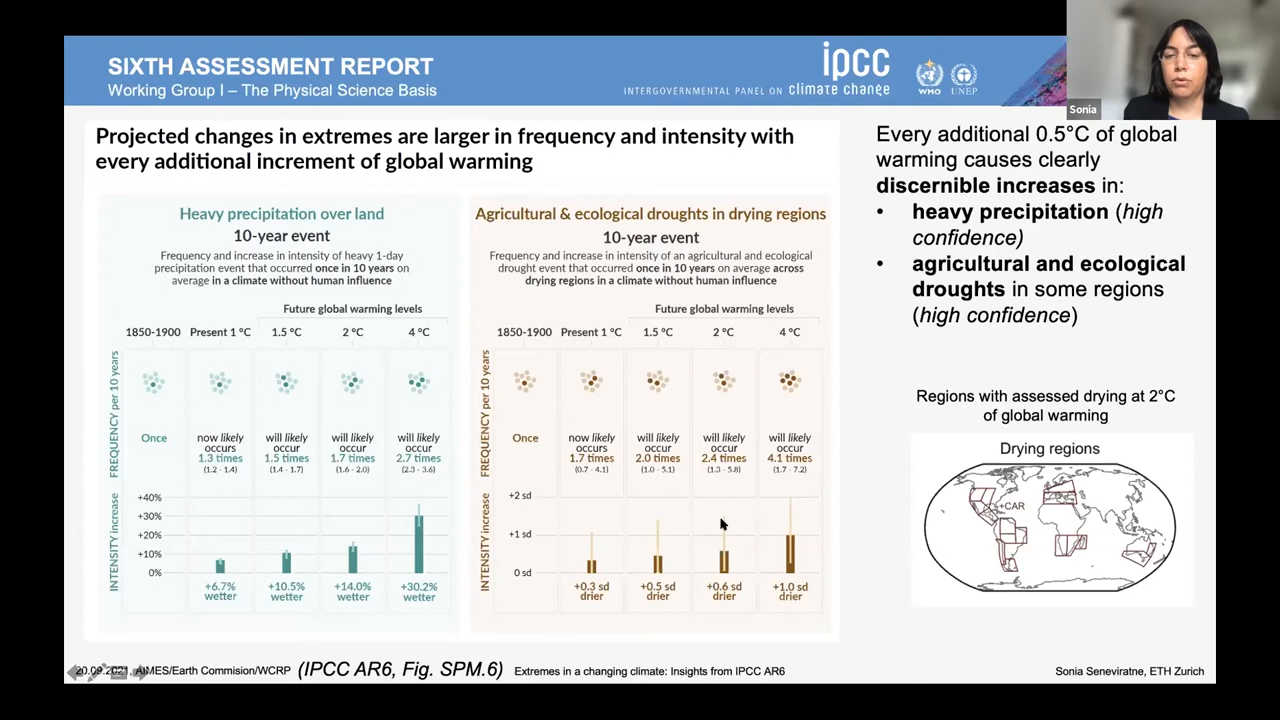 SIXTH ASSESSMENT REPORT
Working Group I – The Physical Science Basis
INTERGOVERNMENTAL PANEL ON climate change
ipcc
WMO UNEP
Sonia
Projected changes in extremes are larger in frequency and intensity with
every additional increment of global warming
Heavy precipitation over land
10-year event
Frequency and increase in intensity of heavy 1-day
precipitation event that occurred once in 10 years on
average in a climate without human influence
Future global warming levels
1850-1900 Present 1 °C 1.5 °C 2 °C 4 °C
FREQUENCY per 10 years
Once
now likely occurs 1.3 times (1.2 - 1.4)
will likely occur 1.5 times (1.4 - 1.7)
will likely occur 1.7 times (1.6 - 2.0)
will likely occur 2.7 times (2.3 - 3.6)
INTENSITY increase
+40%
+30%
+20%
+10%
0%
+6.7% wetter
+10.5% wetter
+14.0% wetter
+30.2% wetter
Agricultural & ecological droughts in drying regions
10-year event
Frequency and increase in intensity of an agricultural and ecological
drought event that occurred once in 10 years on average across
drying regions in a climate without human influence
Future global warming levels
1850-1900 Present 1 °C 1.5 °C 2 °C 4 °C
FREQUENCY per 10 years
Once
now likely occurs 1.7 times (0.7 - 4.1)
will likely occur 2.0 times (1.0 - 5.1)
will likely occur 2.4 times (1.3 - 5.8)
will likely occur 4.1 times (1.7 - 7.2)
INTENSITY increase
+2 sd
+1 sd
0 sd
+0.3 sd drier
+0.5 sd drier
+0.6 sd drier
+1.0 sd drier
Every additional 0.5°C of global
warming causes clearly
discernible increases in:
• heavy precipitation (high
confidence)
• agricultural and ecological
droughts in some regions
(high confidence)
Regions with assessed drying at 2°C
of global warming
Drying regions
+CAR
20.09.2021, AIMES/Earth Commision/WCRP
(IPCC AR6, Fig. SPM.6)
Extremes in a changing climate: Insights from IPCC AR6
Sonia Seneviratne, ETH Zurich